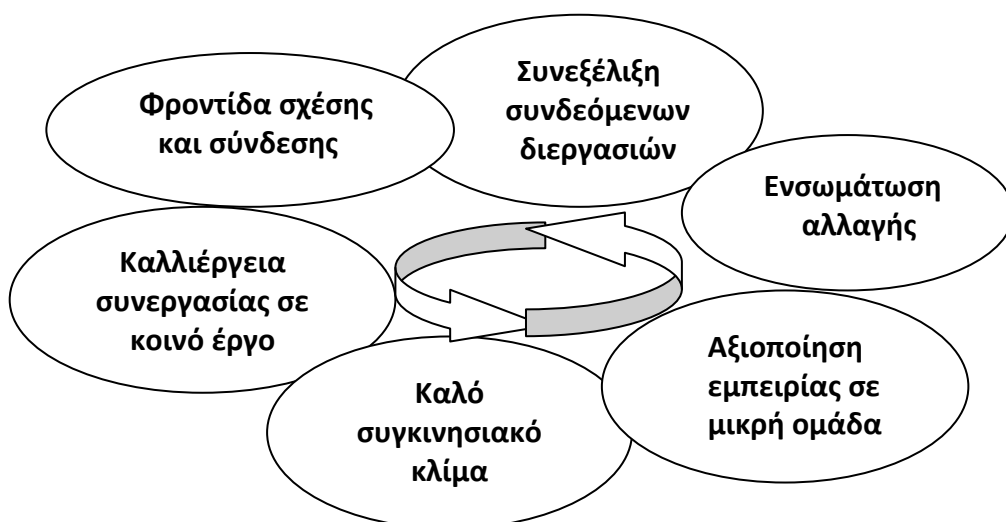 Συνεξέλιξη
συνδεόμενων
διεργασιών
Φροντίδα σχέσης
και σύνδεσης
Ενσωμάτωση
αλλαγής
Καλλιέργεια
συνεργασίας σε
κοινό έργο
Αξιοποίηση
εμπειρίας σε
μικρή ομάδα
Καλό
συγκινησιακό
κλίμα